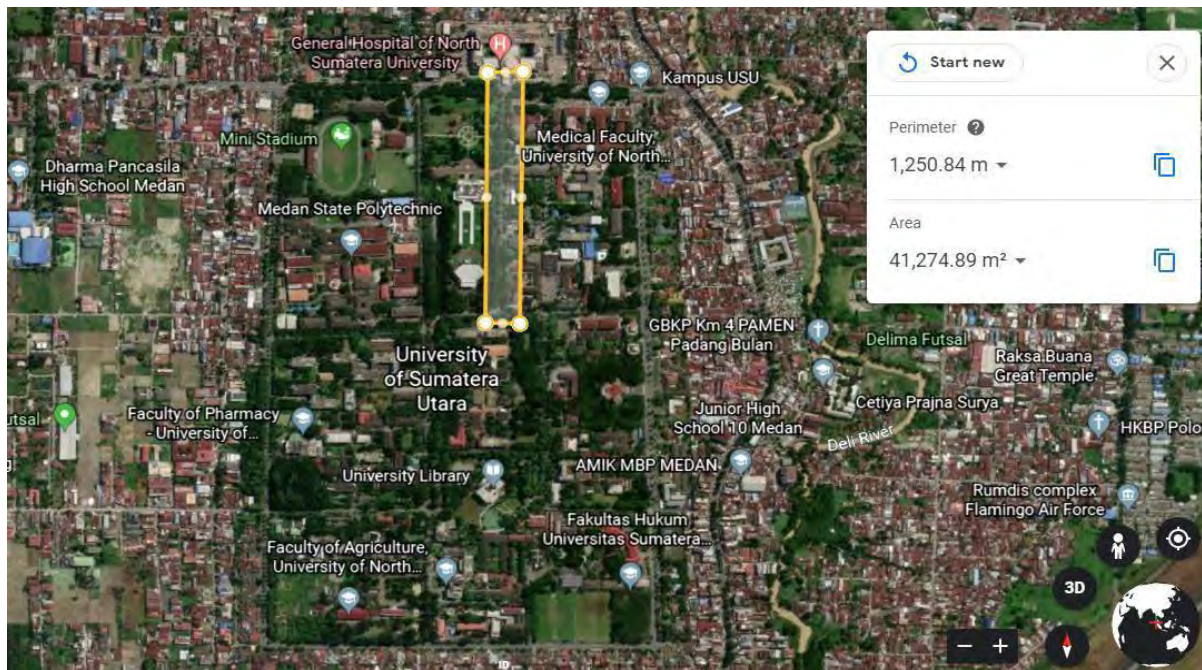 General Hospital of North
Sumatera University
H
Start new
Perimeter ?
1,250.84 m
Area
41,274.89 m²
Kampus USU
Mini Stadium
Medical Faculty,
University of North...
Dharma Pancasila
High School Medan
Medan State Polytechnic
GBKP Km 4 PAMEN
Padang Bulan
Delima Futsal
University
of Sumatera
Utara
Raksa Buana
Great Temple
utsal
Faculty of Pharmacy
- University of...
Cetiya Prajna Surya
Junior High
School 10 Medan
HKBP Polo
Deli River
University Library
AMIK MBP MEDAN
Rumdis complex
Flamingo Air Force
Fakultas Hukum
Universitas Sumatera...
Faculty of Agriculture,
University of North...
3D